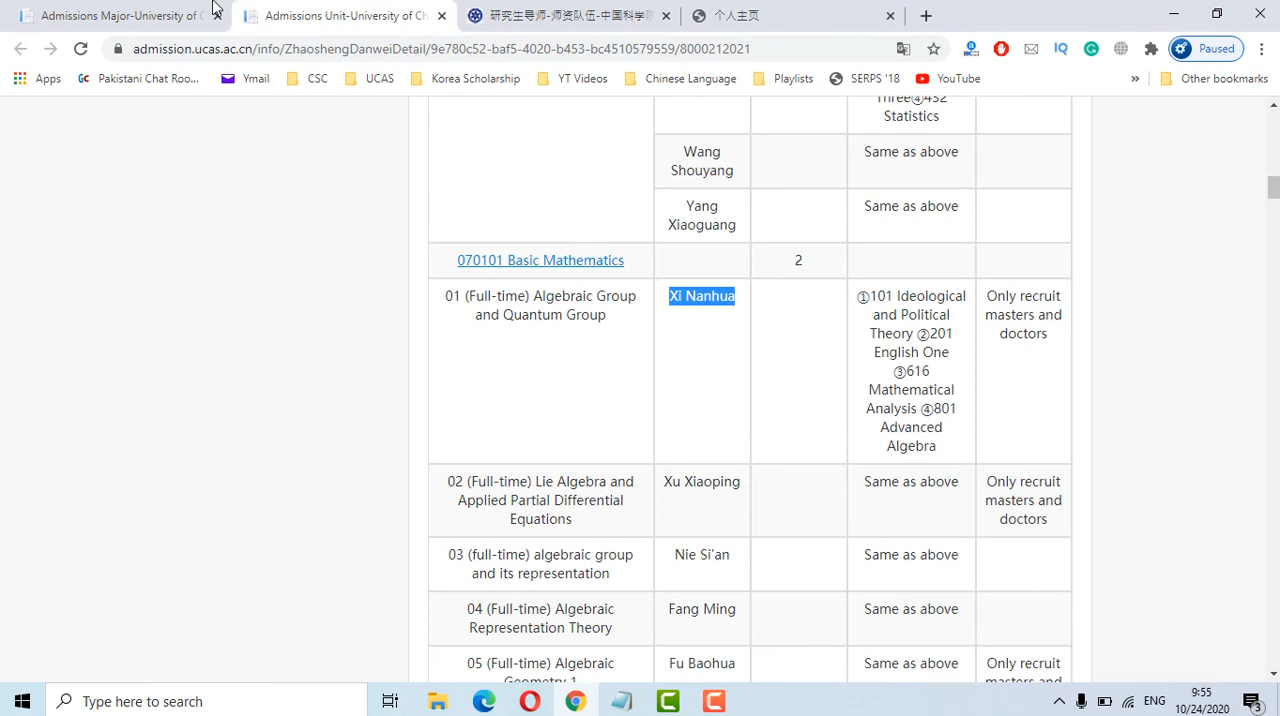 Admissions Major-University of C
Admissions Unit-University of Ch
研究生导师-师资队伍-中国科学院
个人主页
admission.ucas.ac.cn/info/ZhaoshengDanweiDetail/9e780c52-baf5-4020-b453-bc4510579559/8000212021
IQ
Paused
Apps
Pakistani Chat Roo...
Ymail
CSC
UCAS
Korea Scholarship
YT Videos
Chinese Language
Playlists
SERPS '18
YouTube
»
Other bookmarks
Three④432
Statistics
Wang
Shouyang
Same as above
Yang
Xiaoguang
Same as above
070101 Basic Mathematics
2
01 (Full-time) Algebraic Group
and Quantum Group
Xi Nanhua
①101 Ideological
and Political
Theory ②201
English One
③616
Mathematical
Analysis ④801
Advanced
Algebra
Only recruit
masters and
doctors
02 (Full-time) Lie Algebra and
Applied Partial Differential
Equations
Xu Xiaoping
Same as above
Only recruit
masters and
doctors
03 (full-time) algebraic group
and its representation
Nie Si'an
Same as above
04 (Full-time) Algebraic
Representation Theory
Fang Ming
Same as above
05 (Full-time) Algebraic
Geometry 1
Fu Baohua
Same as above
Only recruit
masters and
Type here to search
ENG
9:55
10/24/2020
3